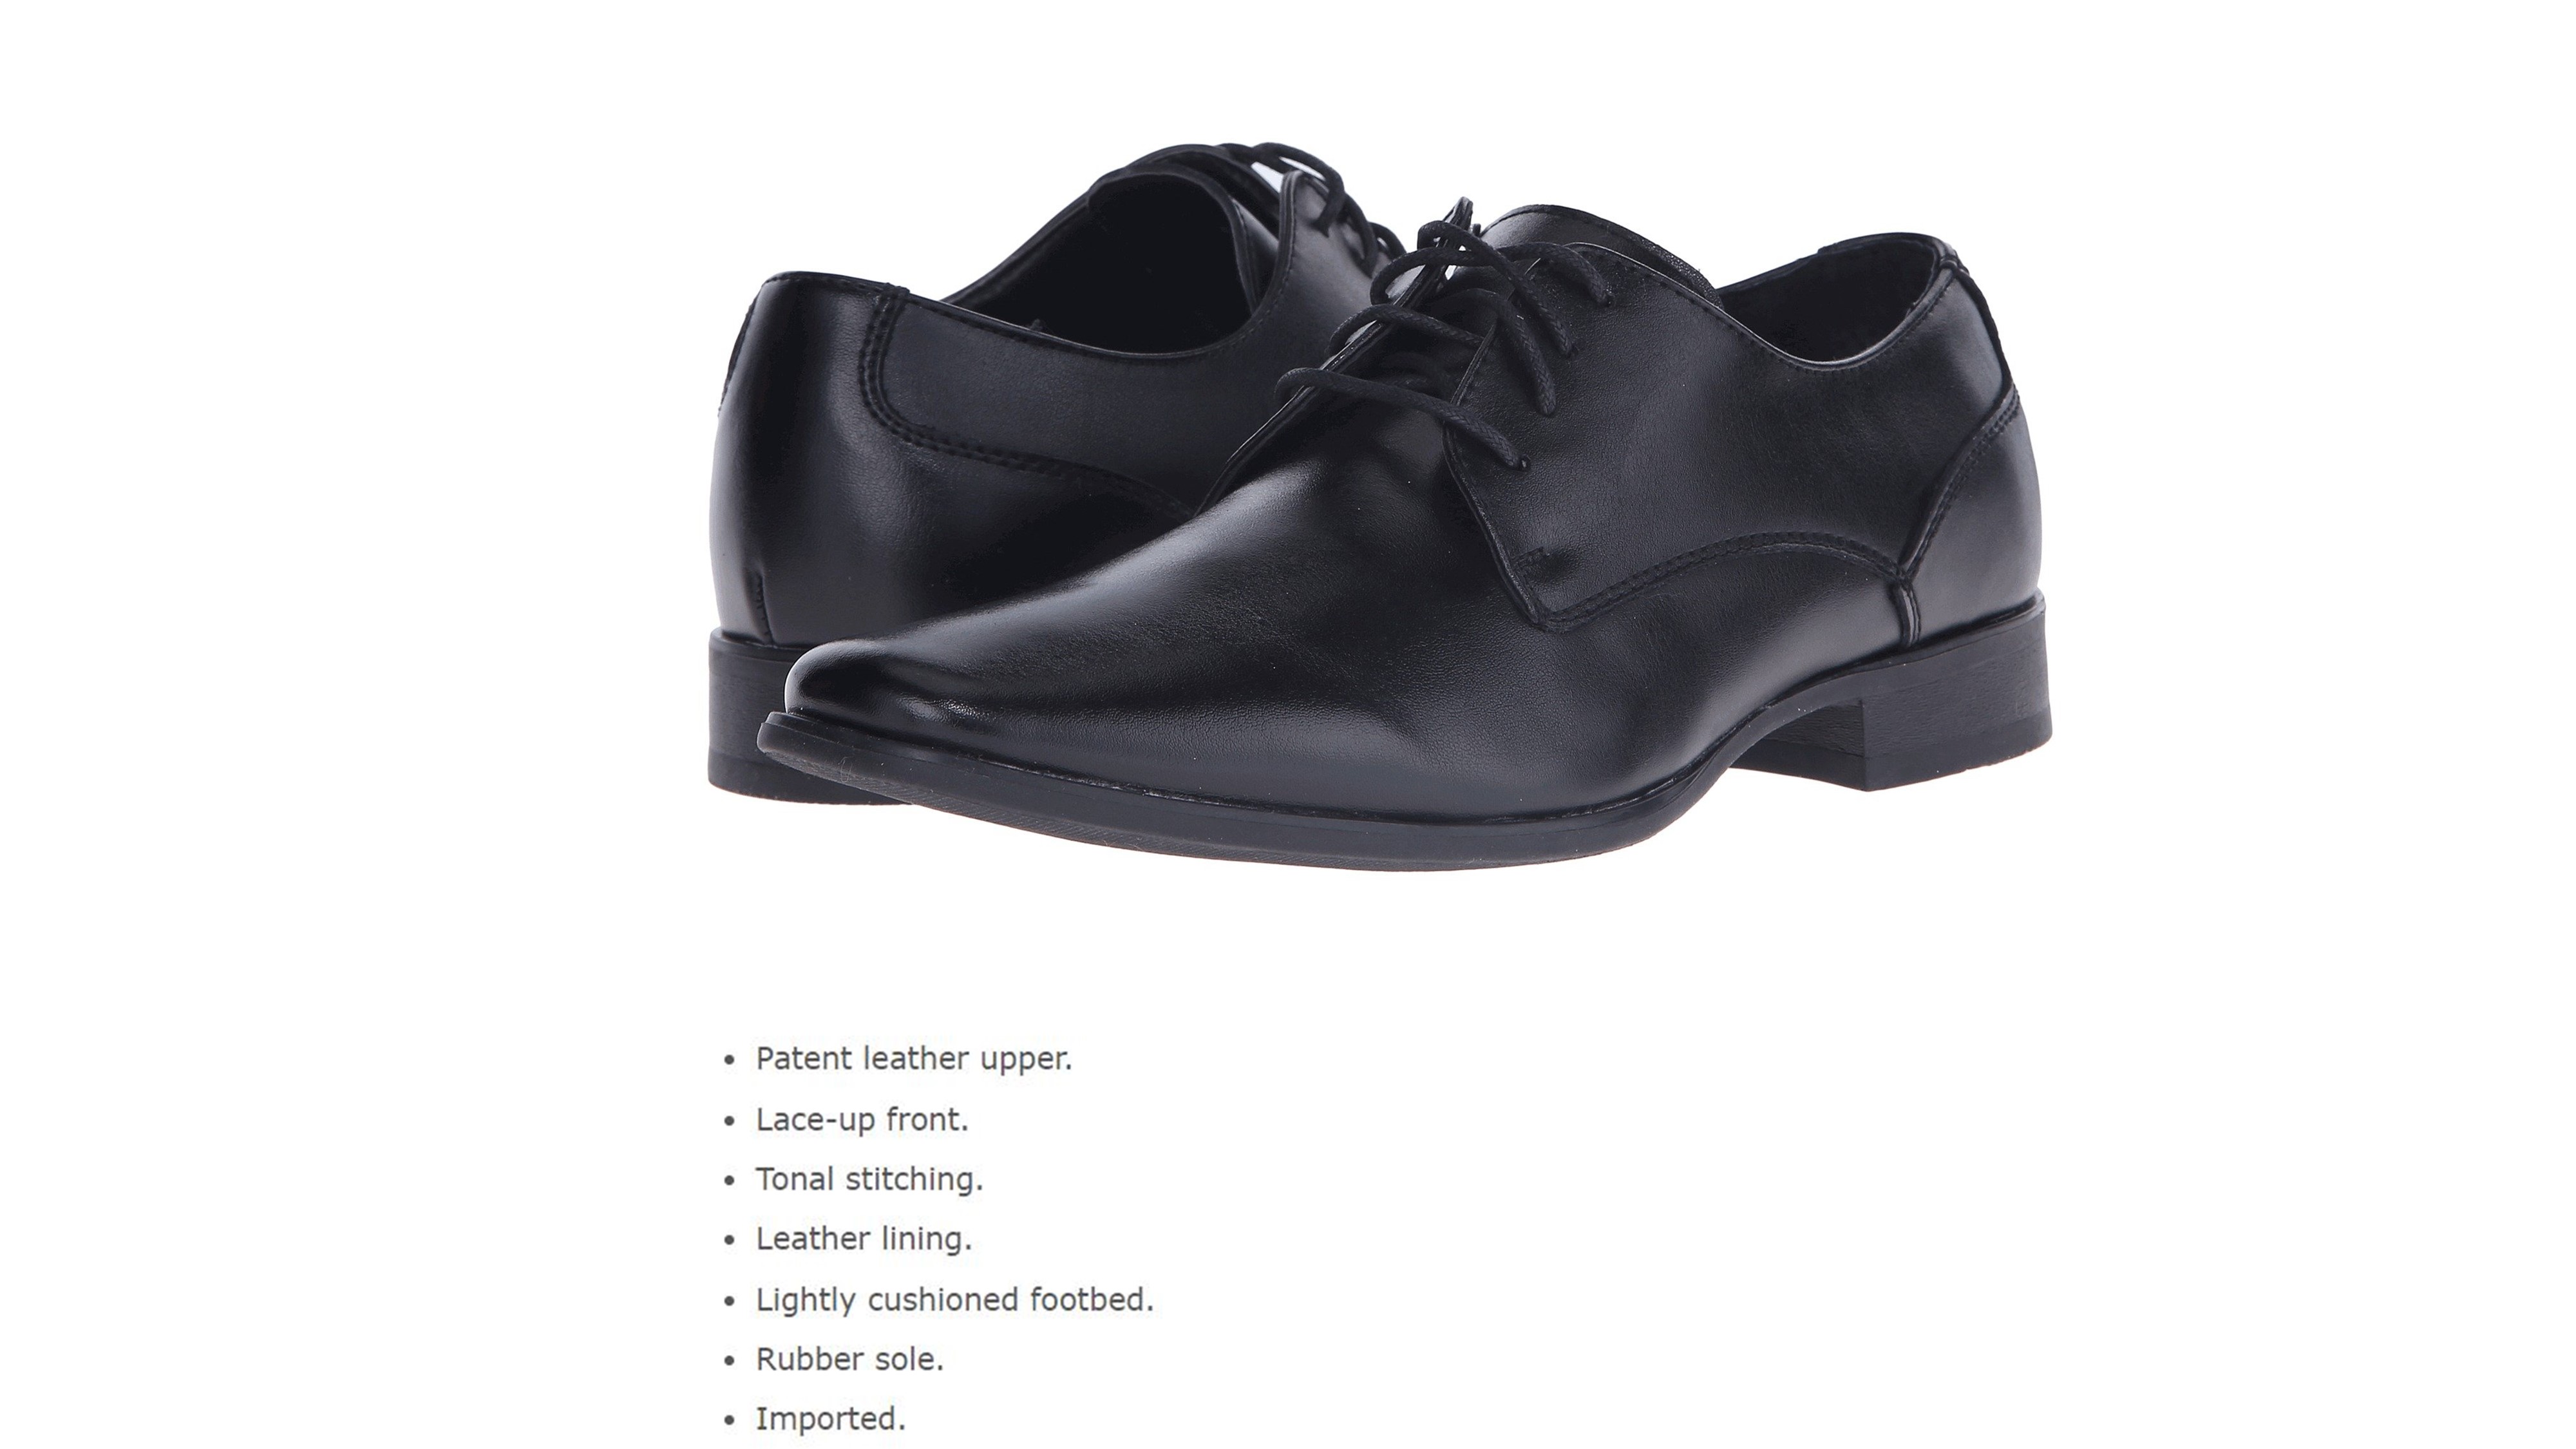 Patent leather upper.
Lace-up front.
Tonal stitching.
Leather lining.
Lightly cushioned footbed.
Rubber sole.
Imported.